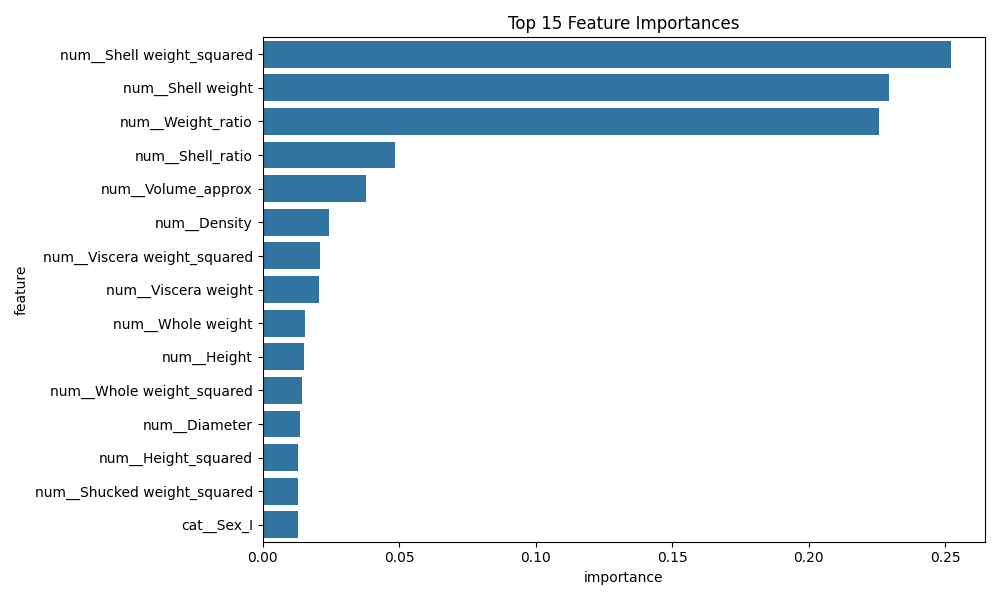 Top 15 Feature Importances
num__Shell weight_squared
num__Shell weight
num__Weight_ratio
num__Shell_ratio
num__Volume_approx
num__Density
num__Viscera weight_squared
num__Viscera weight
num__Whole weight
num__Height
num__Whole weight_squared
num__Diameter
num__Height_squared
num__Shucked weight_squared
cat__Sex_I
feature
0.00 0.05 0.10 0.15 0.20 0.25
importance